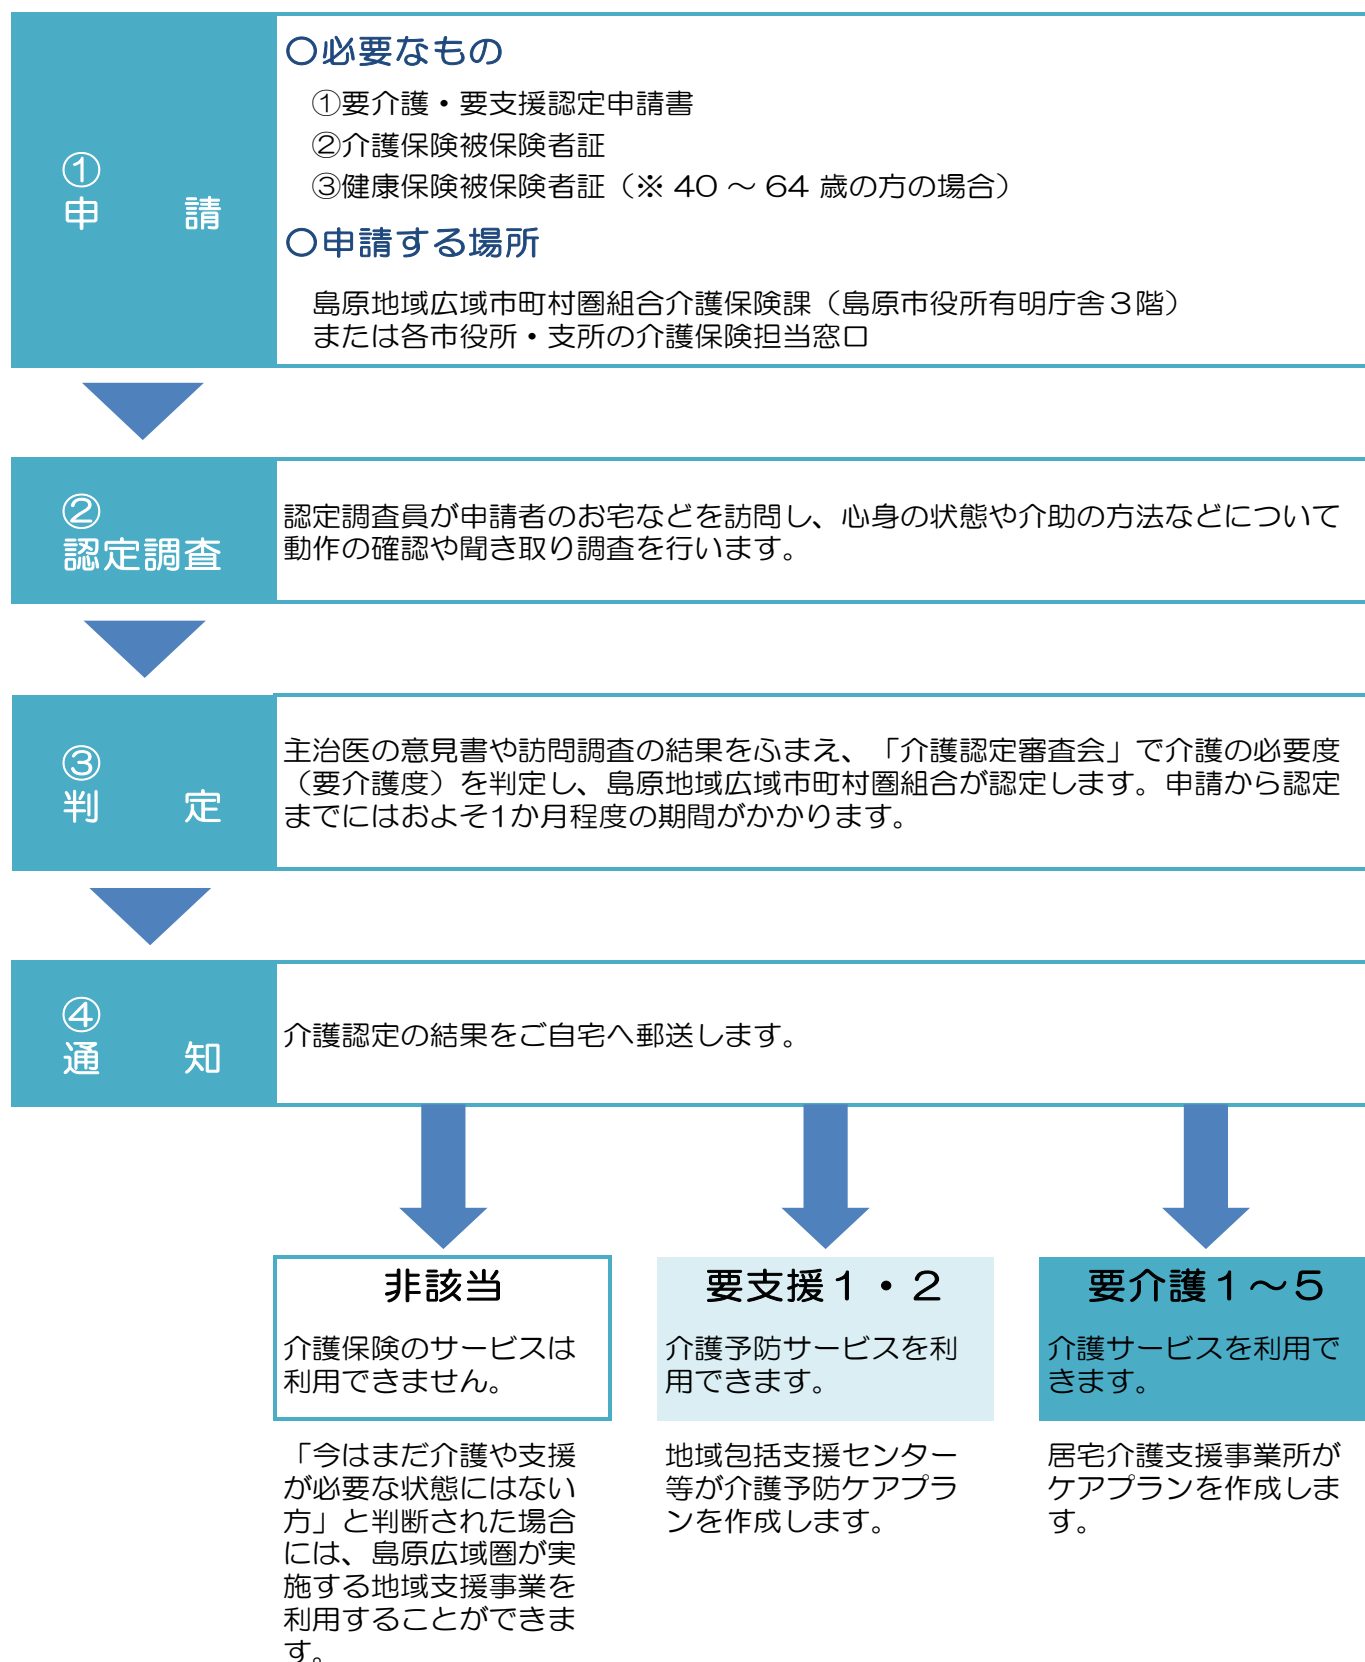 ①
申　　請
〇必要なもの
①要介護・要支援認定申請書
②介護保険被保険者証
③健康保険被保険者証（※ 40 ～ 64 歳の方の場合）
〇申請する場所
島原地域広域市町村圏組合介護保険課（島原市役所有明庁舎３階）
または各市役所・支所の介護保険担当窓口
②
認定調査
認定調査員が申請者のお宅などを訪問し、心身の状態や介助の方法などについて
動作の確認や聞き取り調査を行います。
③
判　　定
主治医の意見書や訪問調査の結果をふまえ、「介護認定審査会」で介護の必要度
（要介護度）を判定し、島原地域広域市町村圏組合が認定します。申請から認定
までにはおよそ1か月程度の期間がかかります。
④
通　　知
介護認定の結果をご自宅へ郵送します。
非該当
介護保険のサービスは
利用できません。
「今はまだ介護や支援
が必要な状態にはない
方」と判断された場合
には、島原広域圏が実
施する地域支援事業を
利用することができま
す。
要支援１・２
介護予防サービスを利
用できます。
地域包括支援センター
等が介護予防ケアプラ
ンを作成します。
要介護１～５
介護サービスを利用で
きます。
居宅介護支援事業所が
ケアプランを作成しま
す。